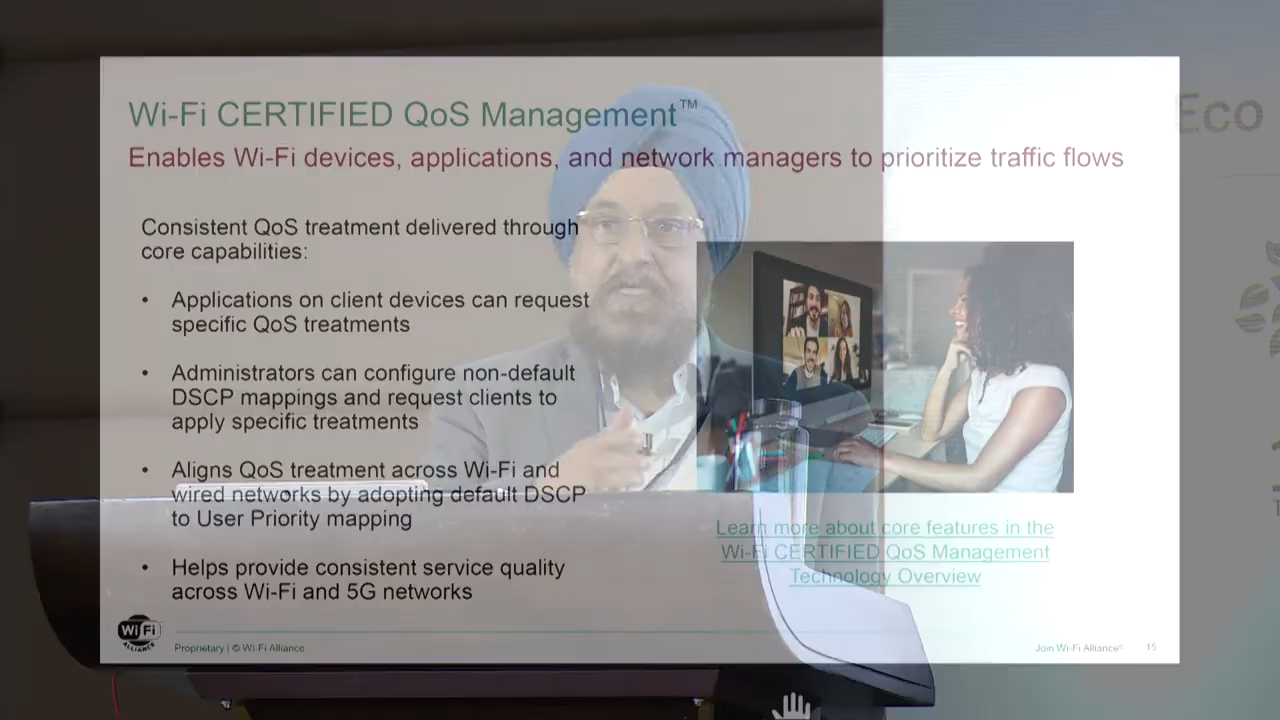 Wi-Fi CERTIFIED QoS Management™
Enables Wi-Fi devices, applications, and network managers to prioritize traffic flows
Consistent QoS treatment delivered through
core capabilities:
• Applications on client devices can request
specific QoS treatments
• Administrators can configure non-default
DSCP mappings and request clients to
apply specific treatments
• Aligns QoS treatment across Wi-Fi and
wired networks by adopting default DSCP
to User Priority mapping
• Helps provide consistent service quality
across Wi-Fi and 5G networks
Learn more about core features in the
Wi-Fi CERTIFIED QoS Management
Technology Overview
Wi Fi
ALLIANCE
Proprietary | © Wi-Fi Alliance
Join Wi-Fi Alliance®
15
Eco